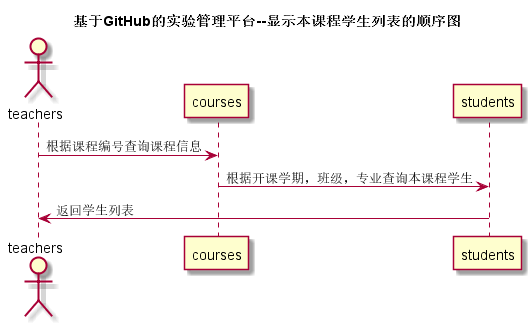 基于GitHub的实验管理平台--显示本课程学生列表的顺序图
teachers
courses
students
根据课程编号查询课程信息
根据开课学期，班级，专业查询本课程学生
返回学生列表
teachers
courses
students